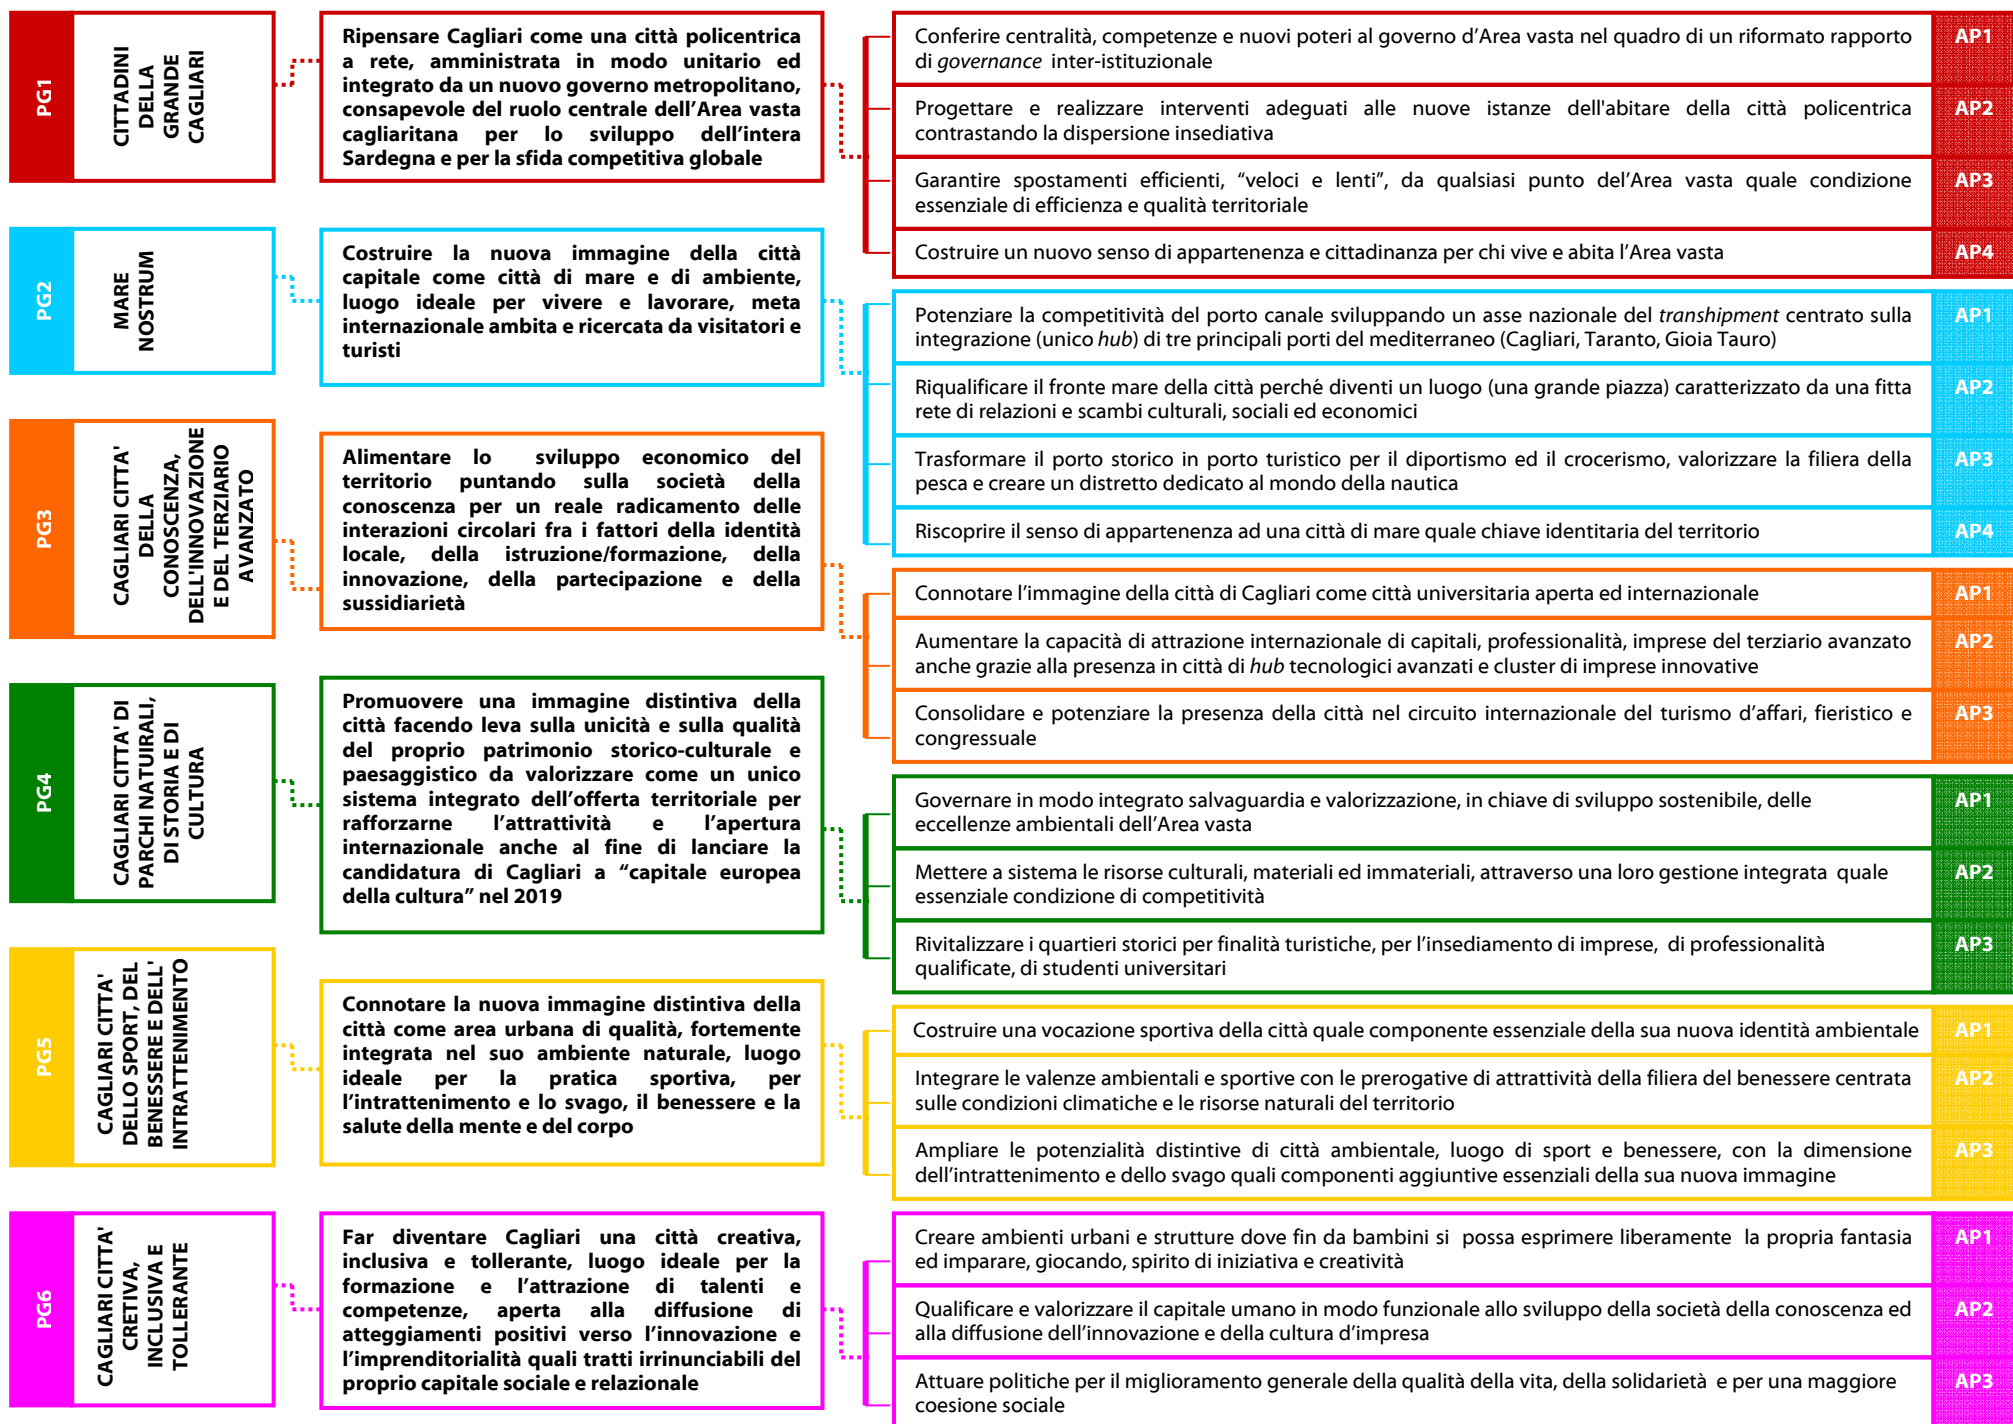 PG1
CITTADINI
DELLA
GRANDE
CAGLIARI
Ripensare Cagliari come una città policentrica
a rete, amministrata in modo unitario ed
integrato da un nuovo governo metropolitano,
consapevole del ruolo centrale dell'Area vasta
cagliaritana per lo sviluppo dell'intera
Sardegna e per la sfida competitiva globale
Conferire centralità, competenze e nuovi poteri al governo d'Area vasta nel quadro di un riformato rapporto
di governance inter-istituzionale
AP1
Progettare e realizzare interventi adeguati alle nuove istanze dell'abitare della città policentrica
contrastando la dispersione insediativa
AP2
Garantire spostamenti efficienti, “veloci e lenti”, da qualsiasi punto del'Area vasta quale condizione
essenziale di efficienza e qualità territoriale
AP3
Costruire un nuovo senso di appartenenza e cittadinanza per chi vive e abita l'Area vasta
AP4
PG2
MARE
NOSTRUM
Costruire la nuova immagine della città
capitale come città di mare e di ambiente,
luogo ideale per vivere e lavorare, meta
internazionale ambita e ricercata da visitatori e
turisti
Potenziare la competitività del porto canale sviluppando un asse nazionale del transhipment centrato sulla
integrazione (unico hub) di tre principali porti del mediterraneo (Cagliari, Taranto, Gioia Tauro)
AP1
Riqualificare il fronte mare della città perché diventi un luogo (una grande piazza) caratterizzato da una fitta
rete di relazioni e scambi culturali, sociali ed economici
AP2
Trasformare il porto storico in porto turistico per il diportismo ed il crocerismo, valorizzare la filiera della
pesca e creare un distretto dedicato al mondo della nautica
AP3
Riscoprire il senso di appartenenza ad una città di mare quale chiave identitaria del territorio
AP4
PG3
CAGLIARI CITTA'
DELLA
CONOSCENZA,
DELL'INNOVAZIONE
E DEL TERZIARIO
AVANZATO
Alimentare lo sviluppo economico del
territorio puntando sulla società della
conoscenza per un reale radicamento delle
interazioni circolari fra i fattori della identità
locale, della istruzione/formazione, della
innovazione, della partecipazione e della
sussidiarietà
Connotare l'immagine della città di Cagliari come città universitaria aperta ed internazionale
AP1
Aumentare la capacità di attrazione internazionale di capitali, professionalità, imprese del terziario avanzato
anche grazie alla presenza in città di hub tecnologici avanzati e cluster di imprese innovative
AP2
Consolidare e potenziare la presenza della città nel circuito internazionale del turismo d'affari, fieristico e
congressuale
AP3
PG4
CAGLIARI CITTA' DI
PARCHI NATUIRALI,
DI STORIA E DI
CULTURA
Promuovere una immagine distintiva della
città facendo leva sulla unicità e sulla qualità
del proprio patrimonio storico-culturale e
paesaggistico da valorizzare come un unico
sistema integrato dell'offerta territoriale per
rafforzarne l'attrattività e l'apertura
internazionale anche al fine di lanciare la
candidatura di Cagliari a “capitale europea
della cultura” nel 2019
Governare in modo integrato salvaguardia e valorizzazione, in chiave di sviluppo sostenibile, delle
eccellenze ambientali dell'Area vasta
AP1
Mettere a sistema le risorse culturali, materiali ed immateriali, attraverso una loro gestione integrata quale
essenziale condizione di competitività
AP2
Rivitalizzare i quartieri storici per finalità turistiche, per l'insediamento di imprese, di professionalità
qualificate, di studenti universitari
AP3
PG5
CAGLIARI CITTA'
DELLO SPORT, DEL
BENESSERE E DELL'
INTRATTENIMENTO
Connotare la nuova immagine distintiva della
città come area urbana di qualità, fortemente
integrata nel suo ambiente naturale, luogo
ideale per la pratica sportiva, per
l'intrattenimento e lo svago, il benessere e la
salute della mente e del corpo
Costruire una vocazione sportiva della città quale componente essenziale della sua nuova identità ambientale
AP1
Integrare le valenze ambientali e sportive con le prerogative di attrattività della filiera del benessere centrata
sulle condizioni climatiche e le risorse naturali del territorio
AP2
Ampliare le potenzialità distintive di città ambientale, luogo di sport e benessere, con la dimensione
dell'intrattenimento e dello svago quali componenti aggiuntive essenziali della sua nuova immagine
AP3
PG6
CAGLIARI CITTA'
CRETIVA,
INCLUSIVA E
TOLLERANTE
Far diventare Cagliari una città creativa,
inclusiva e tollerante, luogo ideale per la
formazione e l'attrazione di talenti e
competenze, aperta alla diffusione di
atteggiamenti positivi verso l'innovazione e
l'imprenditorialità quali tratti irrinunciabili del
proprio capitale sociale e relazionale
Creare ambienti urbani e strutture dove fin da bambini si possa esprimere liberamente la propria fantasia
ed imparare, giocando, spirito di iniziativa e creatività
AP1
Qualificare e valorizzare il capitale umano in modo funzionale allo sviluppo della società della conoscenza ed
alla diffusione dell'innovazione e della cultura d'impresa
AP2
Attuare politiche per il miglioramento generale della qualità della vita, della solidarietà e per una maggiore
coesione sociale
AP3